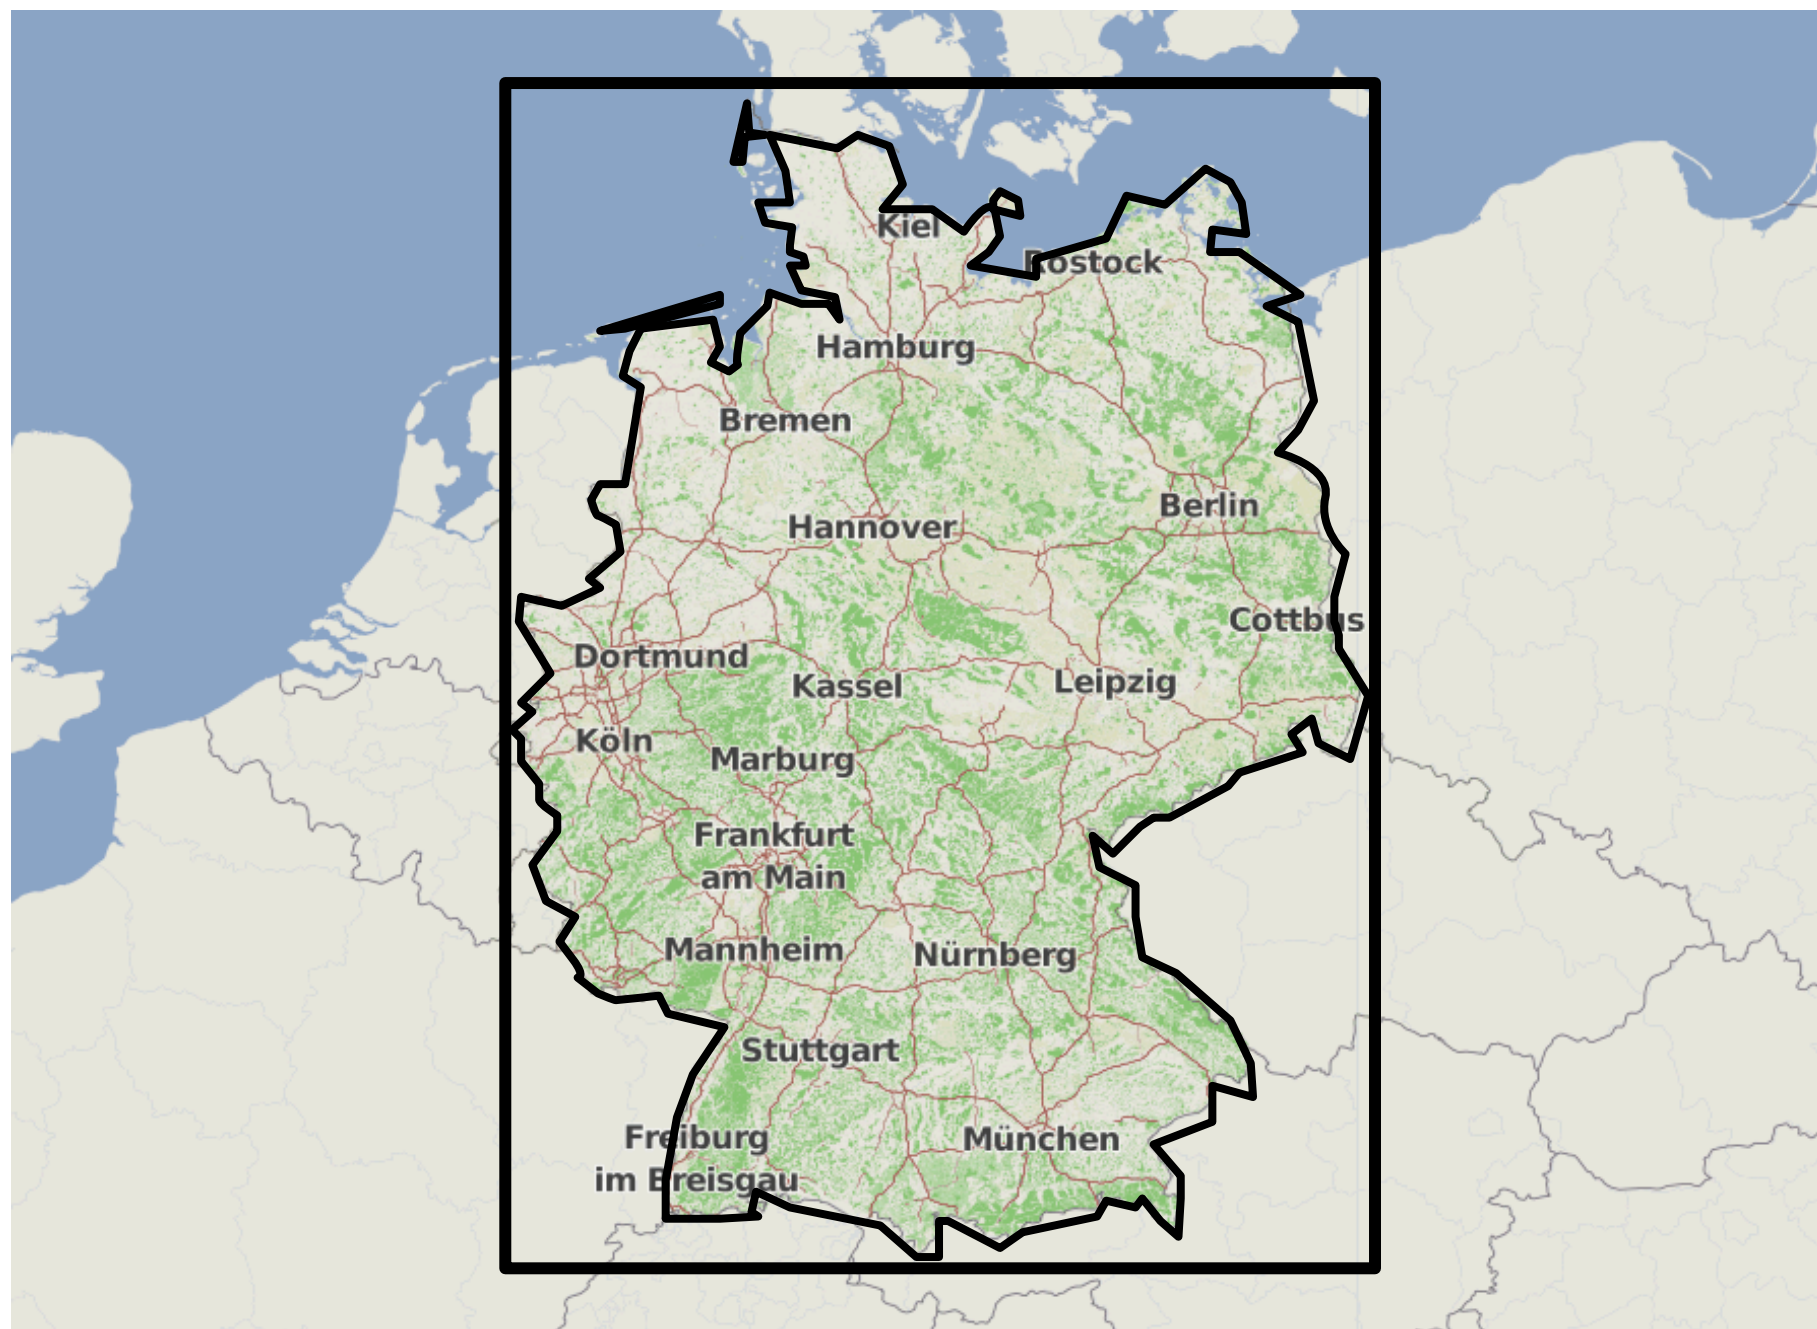 Kiel
Rostock
Hamburg
Bremen
Berlin
Hannover
Cottbus
Dortmund
Kassel
Leipzig
Köln
Marburg
Frankfurt
am Main
Mannheim
Nürnberg
Stuttgart
Freiburg
im Breisgau
München